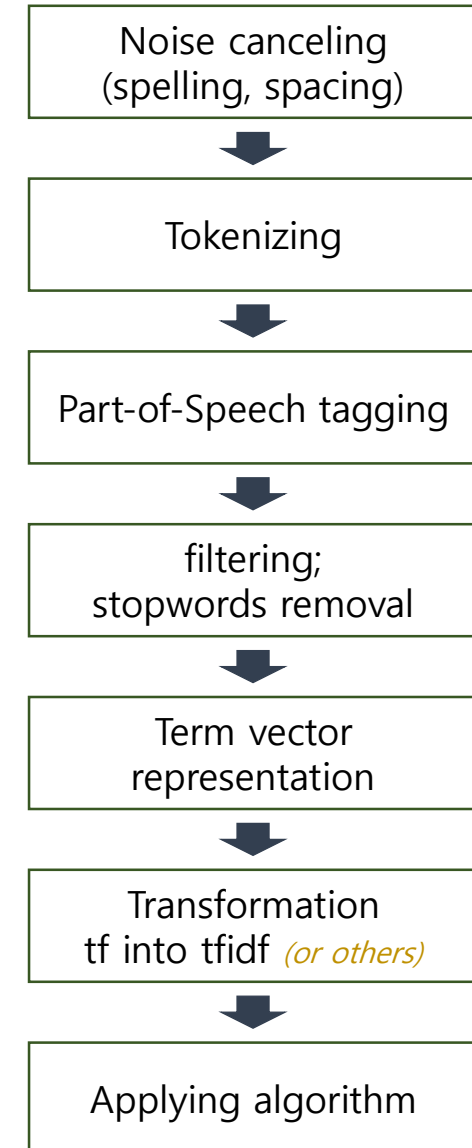 Noise canceling
(spelling, spacing)
Tokenizing
Part-of-Speech tagging
filtering;
stopwords removal
Term vector
representation
Transformation
tf into tfidf (or others)
Applying algorithm